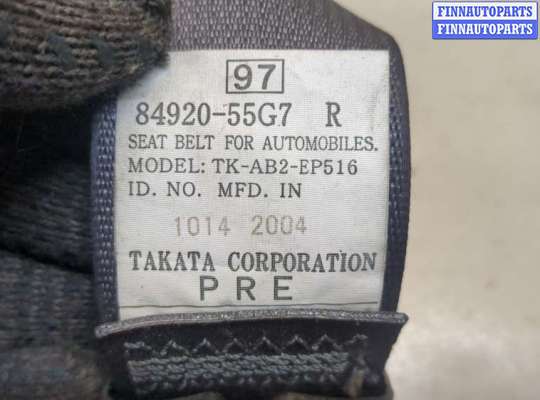 FINNAUTOPARTS
FINNAUTOPARTS
97
84920-55G7 R
SEAT BELT FOR AUTOMOBILES.
MODEL: TK-AB2-EP516
ID. NO. MFD. IN
1014 2004
TAKATA CORPORATION
PRE